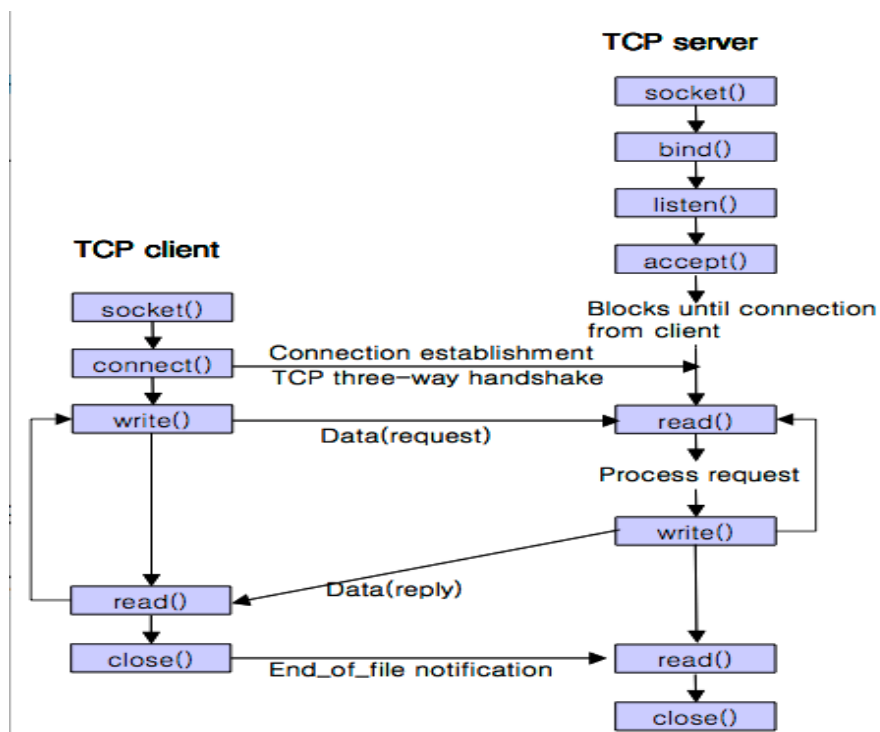 TCP server
socket()
bind()
listen()
accept()
Blocks until connection
from client
TCP client
socket()
connect()
Connection establishment
TCP three-way handshake
write()
Data(request)
read()
Process request
write()
Data(reply)
read()
close()
End_of_file notification
read()
close()